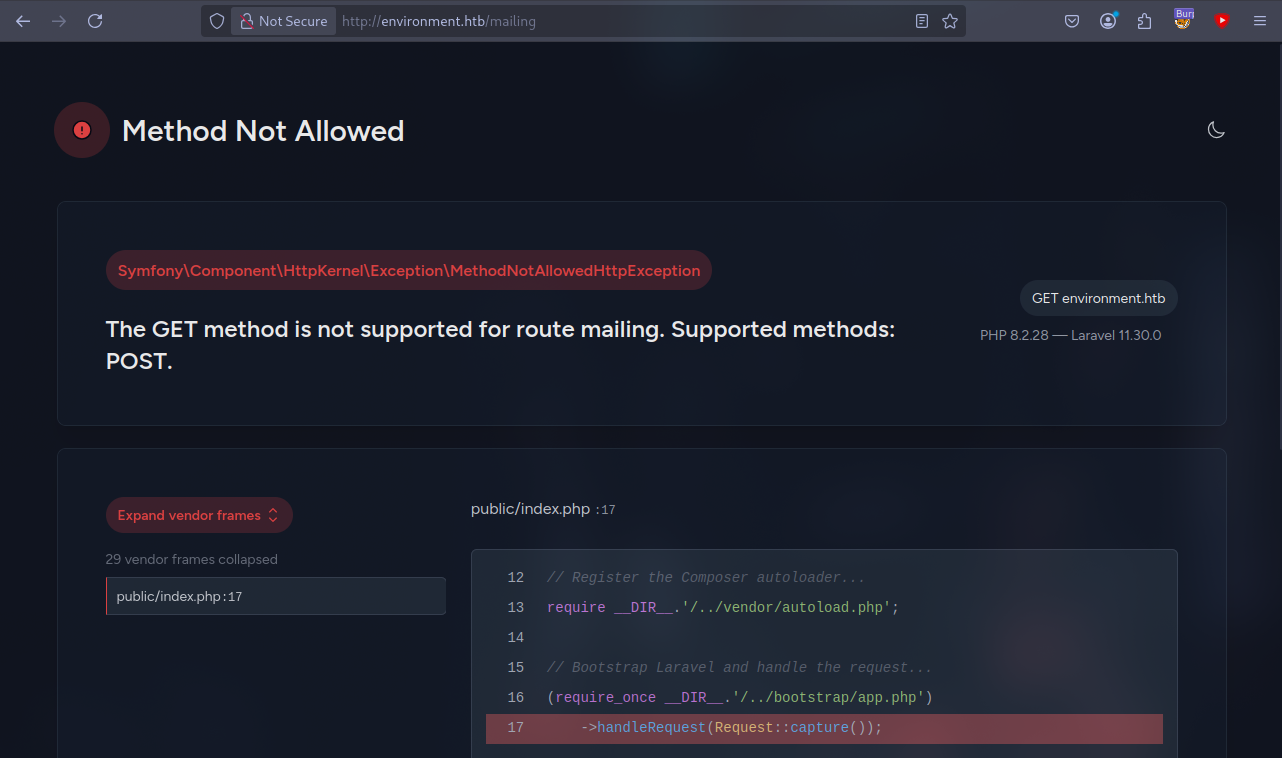 Not Secure http://environment.htb/mailing
Method Not Allowed
Symfony\Component\HttpKernel\Exception\MethodNotAllowedHttpException
The GET method is not supported for route mailing. Supported methods:
POST.
GET environment.htb
PHP 8.2.28 — Laravel 11.30.0
Expand vendor frames
29 vendor frames collapsed
public/index.php:17
public/index.php :17
12 // Register the Composer autoloader...
13 require __DIR__.'/../vendor/autoload.php';
14
15 // Bootstrap Laravel and handle the request...
16 (require_once __DIR__.'/../bootstrap/app.php')
17 ->handleRequest(Request::capture());